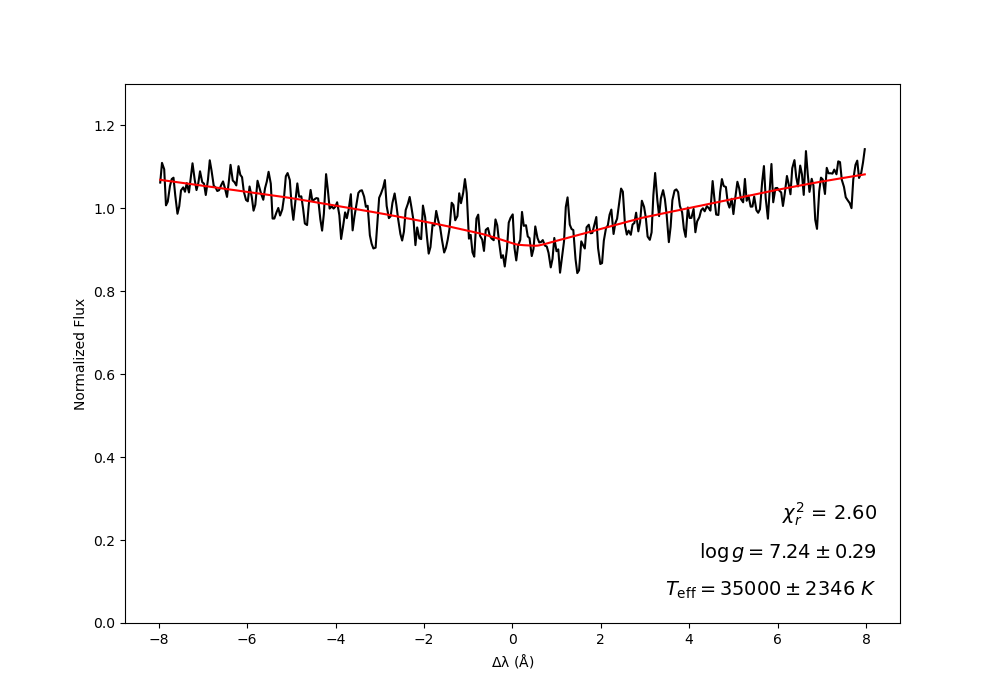 1.2
1.0
0.8
0.6
0.4
0.2
0.0
Normalized Flux
χ²ᵣ = 2.60
log g = 7.24 ± 0.29
T_eff = 35000 ± 2346 K
−8 −6 −4 −2 0 2 4 6 8
Δλ (Å)